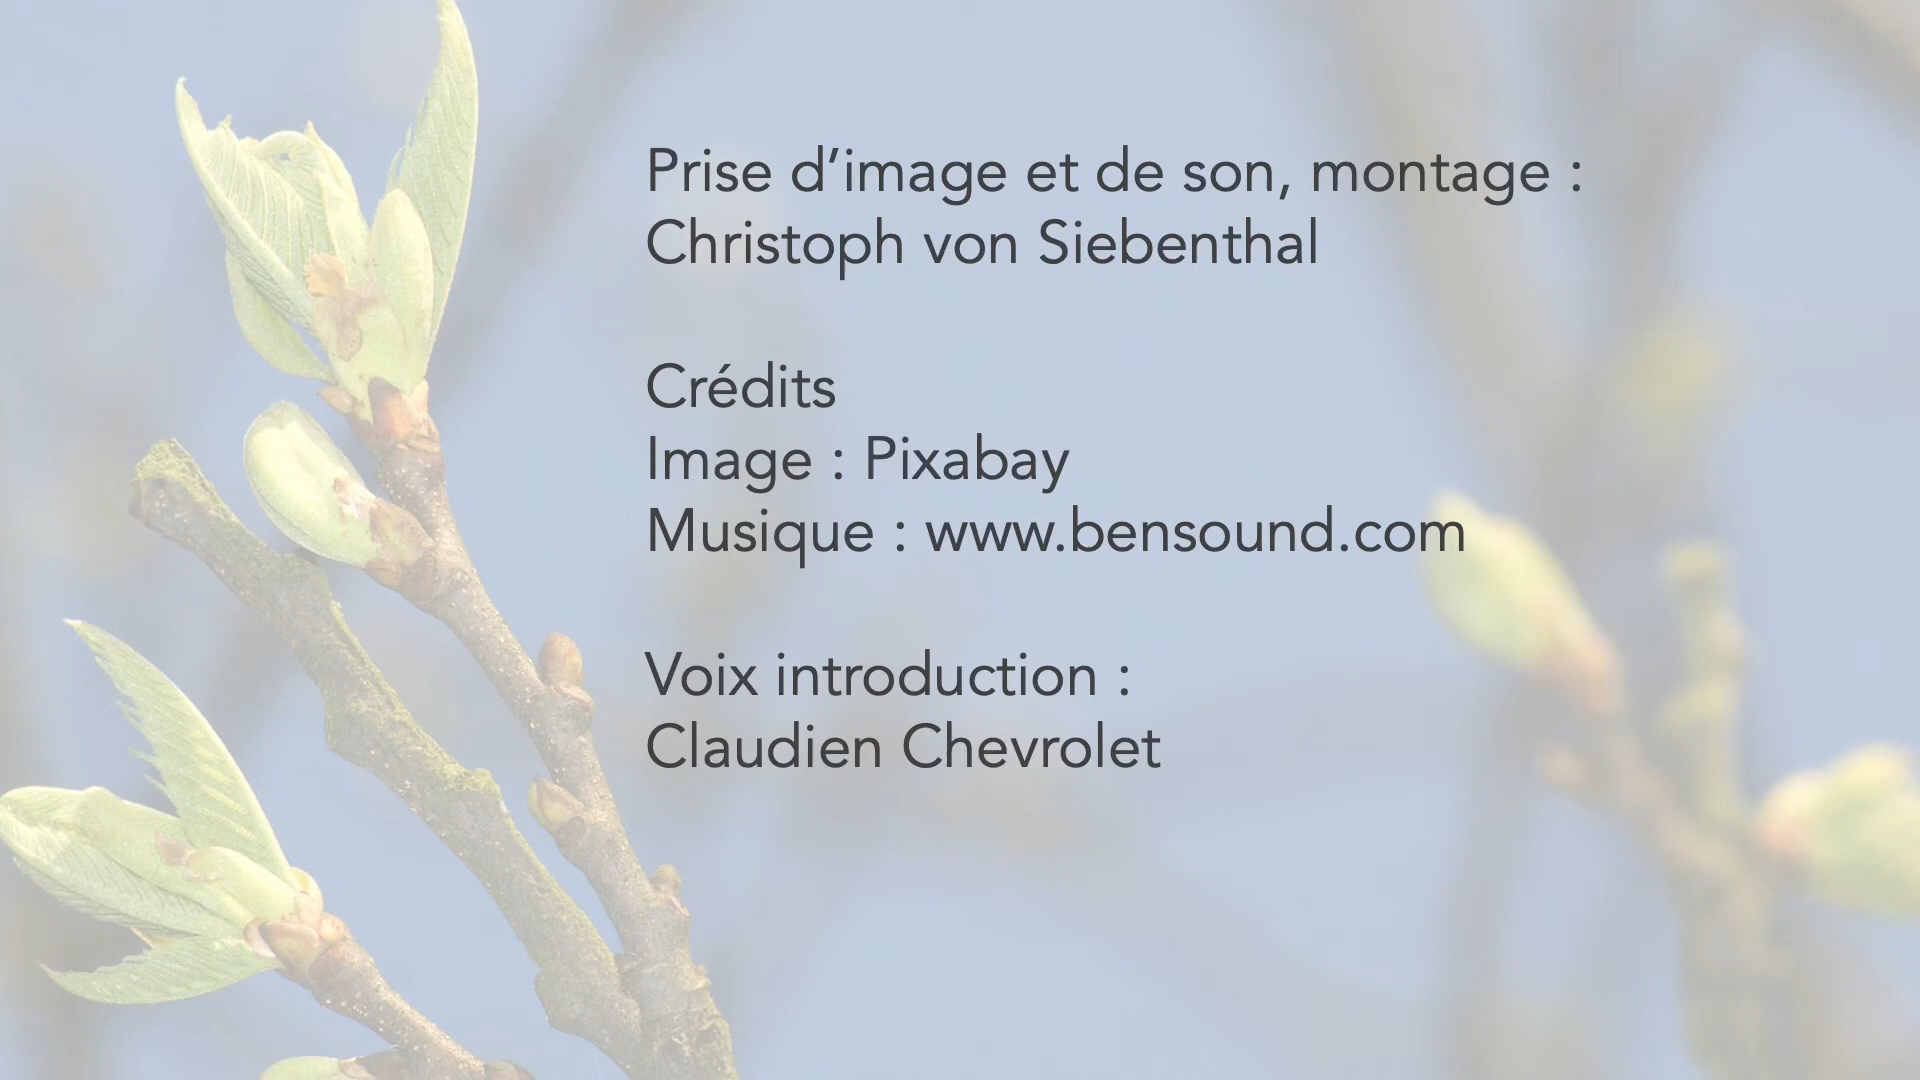 Prise d’image et de son, montage :
Christoph von Siebenthal
Crédits
Image : Pixabay
Musique : www.bensound.com
Voix introduction :
Claudien Chevrolet